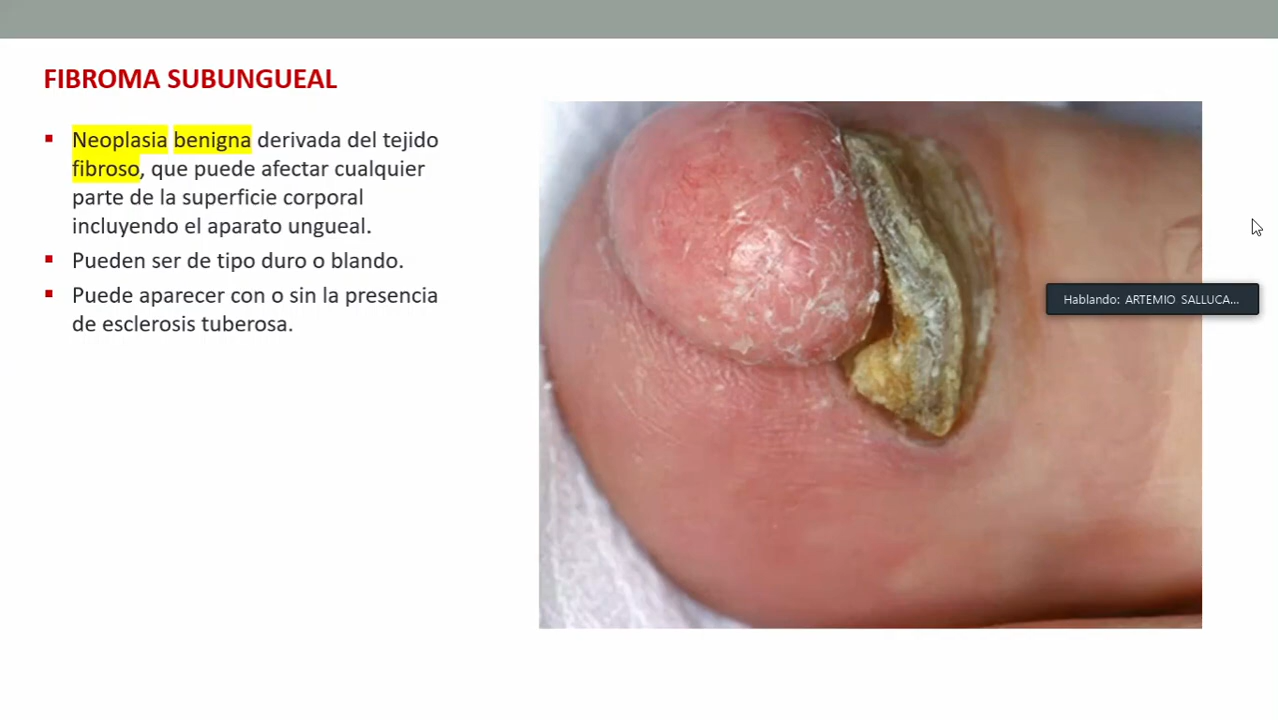 FIBROMA SUBUNGUEAL
Neoplasia benigna derivada del tejido
fibroso, que puede afectar cualquier
parte de la superficie corporal
incluyendo el aparato ungueal.
Pueden ser de tipo duro o blando.
Puede aparecer con o sin la presencia
de esclerosis tuberosa.
Hablando: ARTEMIO SALLUCA...